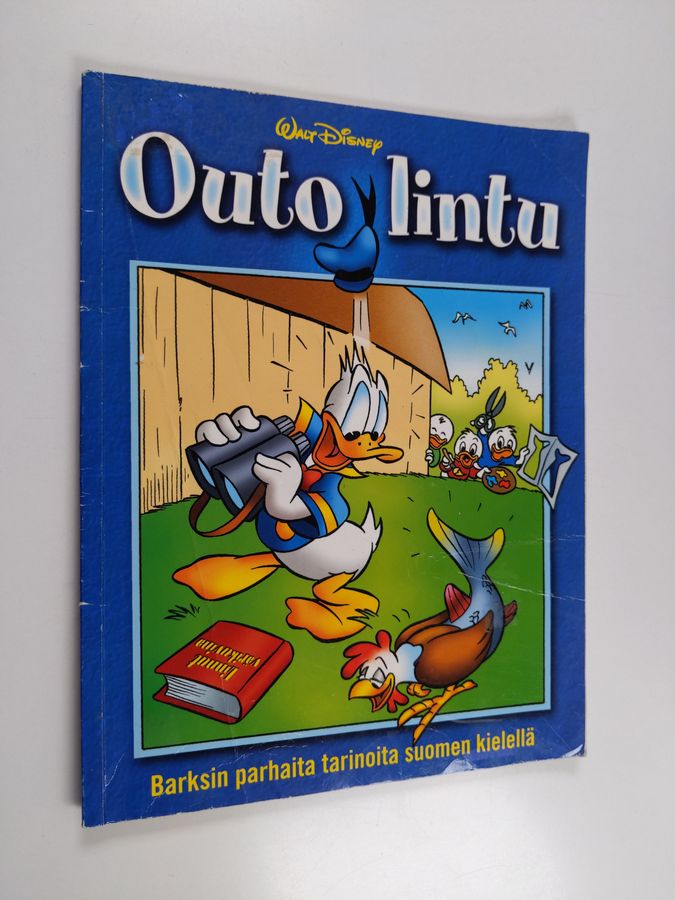 WALT DISNEY
Outo lintu
Linnut
värikuvina
Barksin parhaita tarinoita suomen kielellä